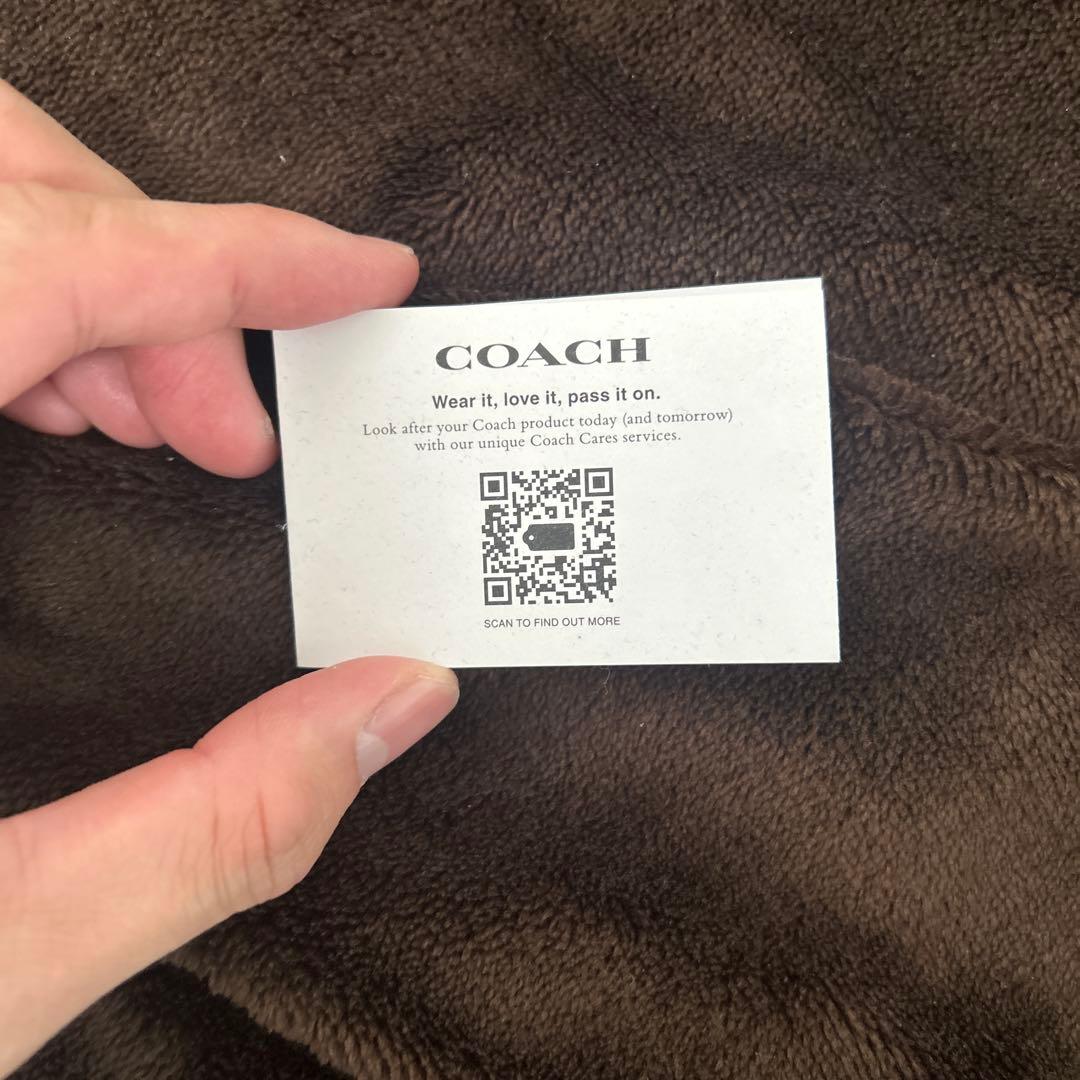 COACH
Wear it, love it, pass it on.
Look after your Coach product today (and tomorrow)
with our unique Coach Cares services.
SCAN TO FIND OUT MORE